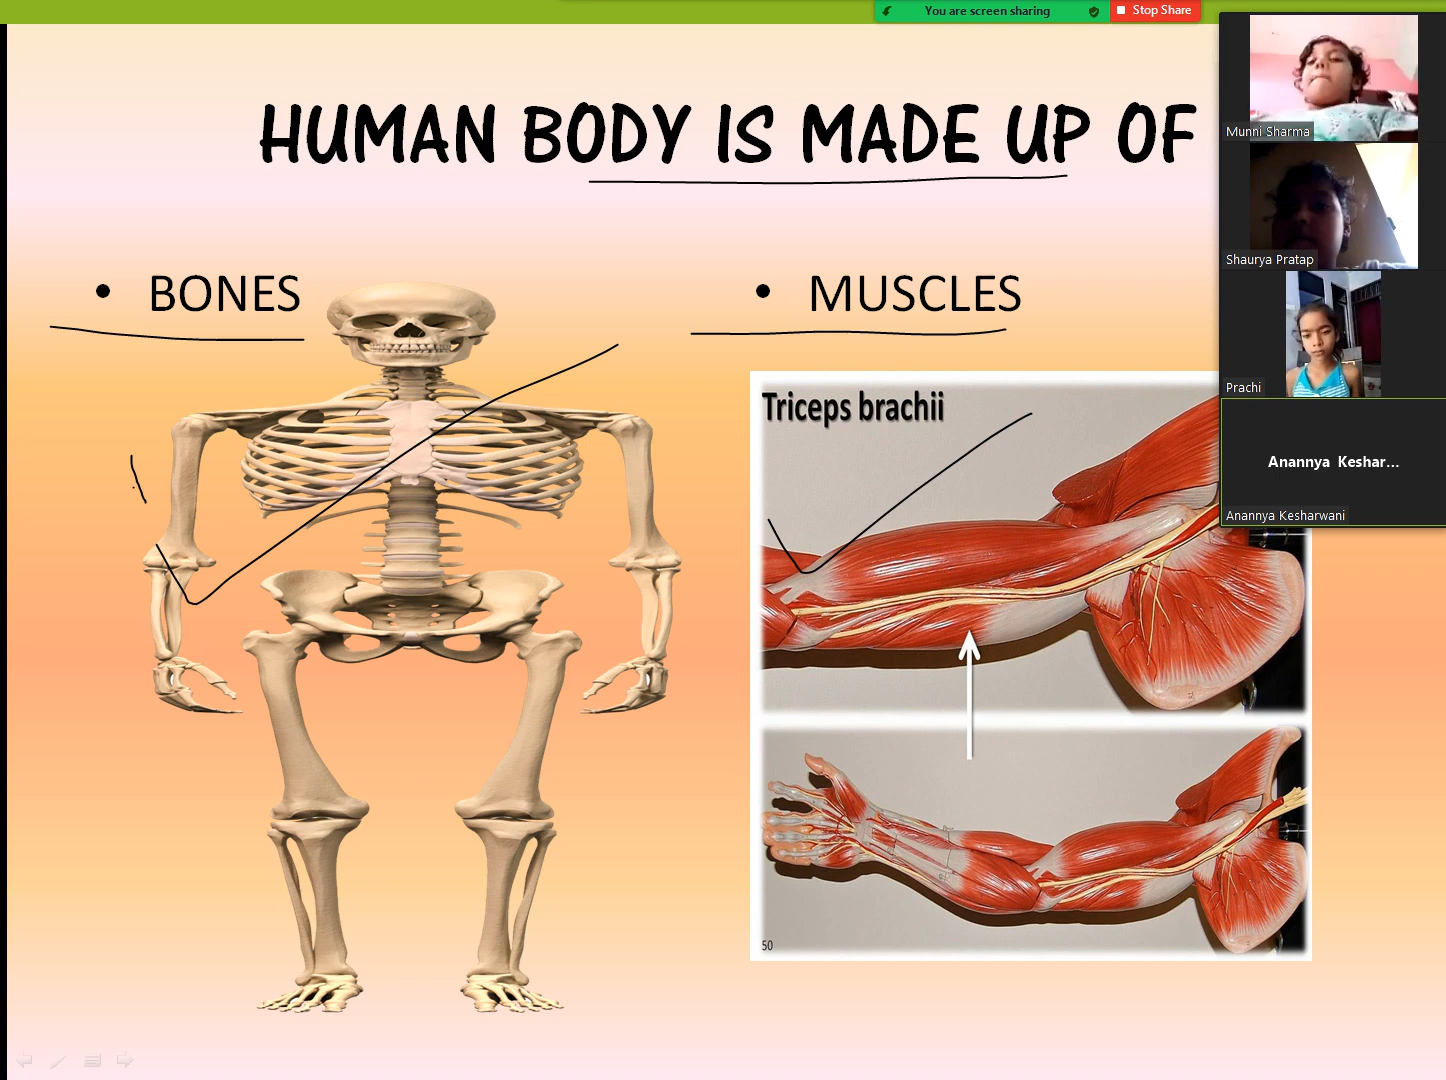 You are screen sharing
Stop Share
HUMAN BODY IS MADE UP OF
• BONES
• MUSCLES
Triceps brachii
50
Munni Sharma
Shaurya Pratap
Prachi
Anannya Keshar...
Anannya Kesharwani